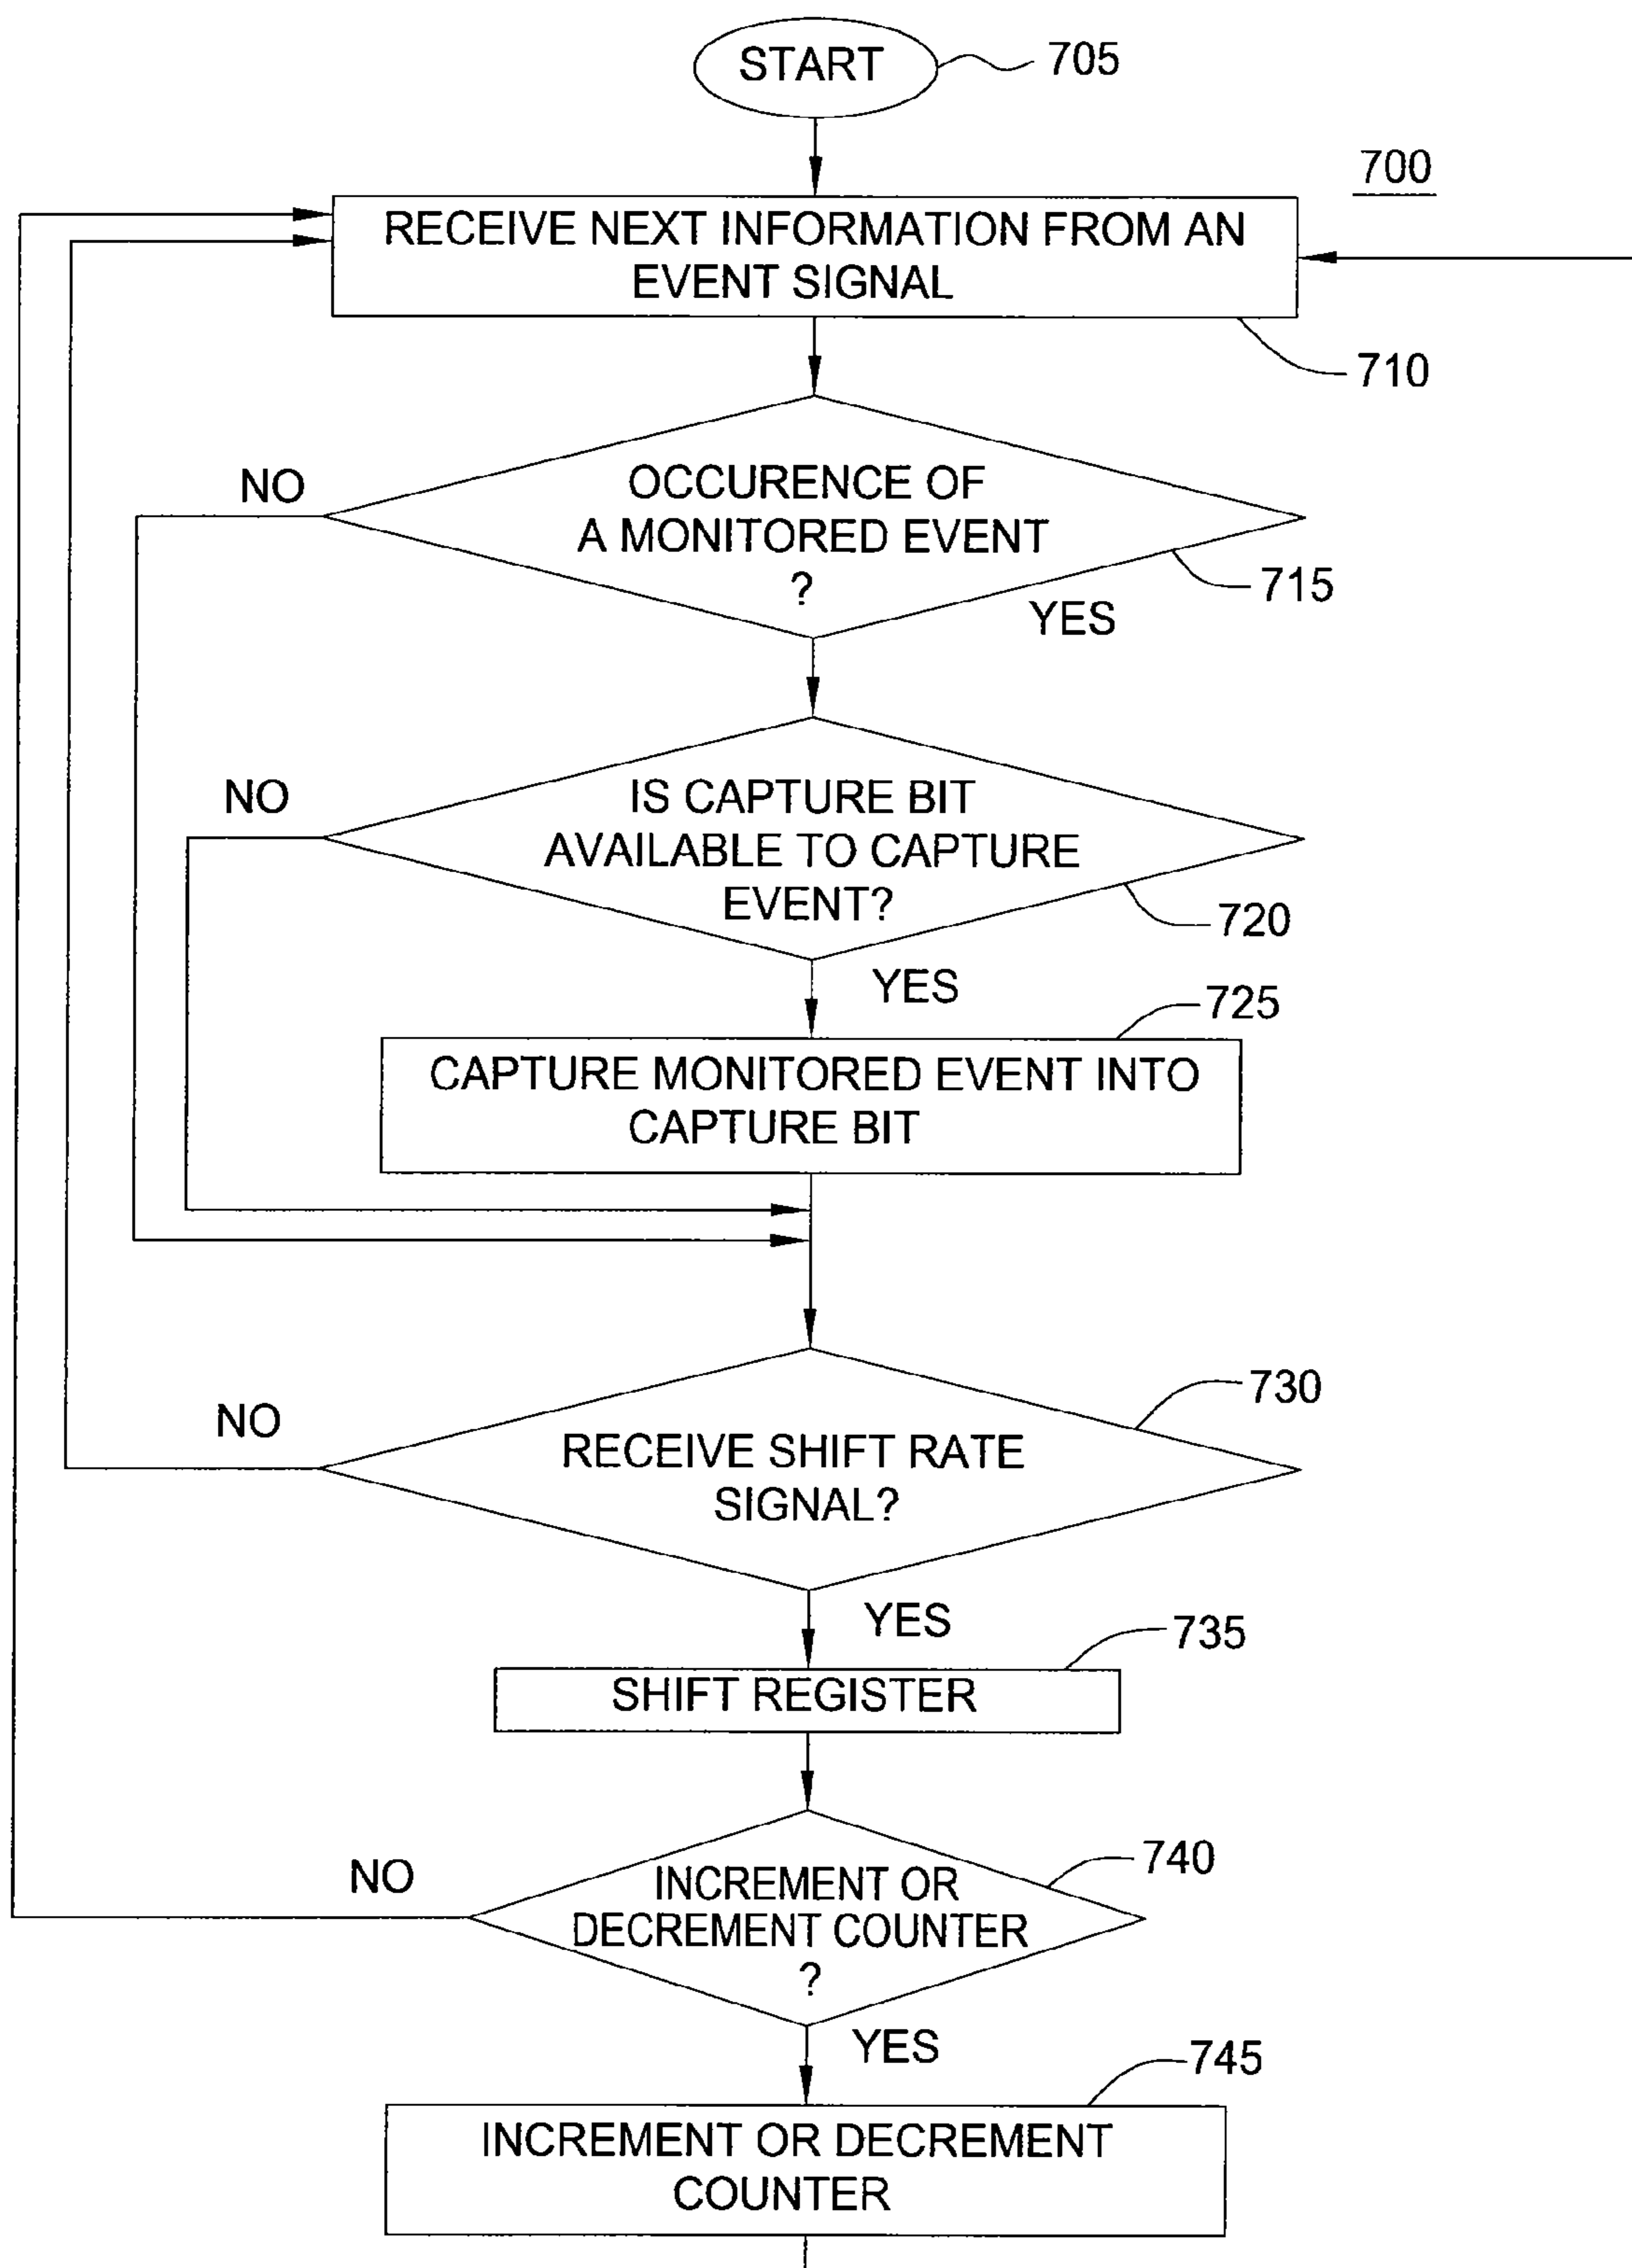 START
705
700
RECEIVE NEXT INFORMATION FROM AN
EVENT SIGNAL
710
NO
OCCURENCE OF
A MONITORED EVENT
?
715
YES
NO
IS CAPTURE BIT
AVAILABLE TO CAPTURE
EVENT?
720
YES
725
CAPTURE MONITORED EVENT INTO
CAPTURE BIT
730
NO
RECEIVE SHIFT RATE
SIGNAL?
YES
735
SHIFT REGISTER
740
NO
INCREMENT OR
DECREMENT COUNTER
?
YES
745
INCREMENT OR DECREMENT
COUNTER